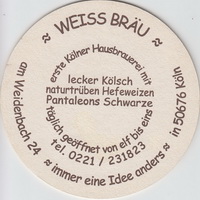 ≈ WEISS BRÄU ≈
am Weidenbach 24
in 50676 Köln
≈ immer eine Idee anders ≈
erste Kölner Hausbrauerei mit
lecker Kölsch
naturtrüben Hefeweizen
Pantaleons Schwarze
täglich geöffnet von elf bis eins
tel. 0221 / 231823